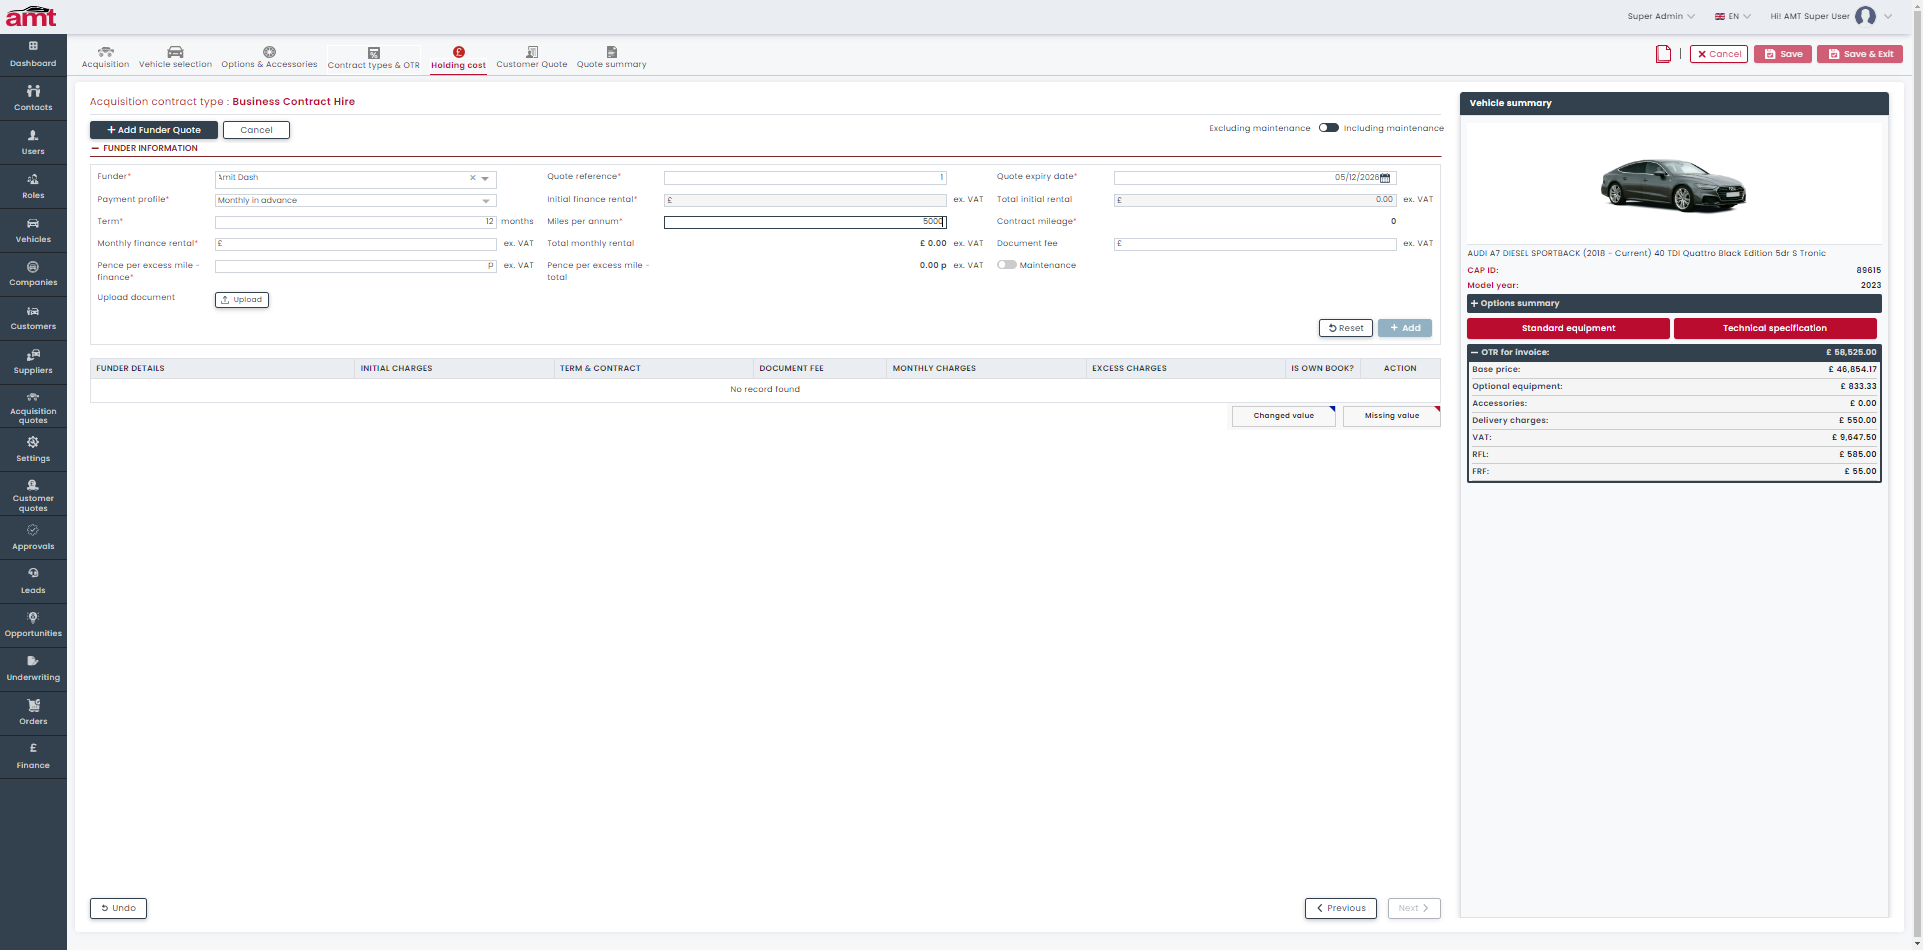 amt
Super Admin
EN
Hi! AMT Super User
Dashboard
Contacts
Users
Roles
Vehicles
Companies
Customers
Suppliers
Acquisition
quotes
Settings
Customer
quotes
Approvals
Leads
Opportunities
Underwriting
Orders
£
Finance
Acquisition
Vehicle selection
Options & Accessories
Contract types & OTR
Holding cost
Customer Quote
Quote summary
Cancel
Save
Save & Exit
Acquisition contract type : Business Contract Hire
+ Add Funder Quote
Cancel
Excluding maintenance
Including maintenance
FUNDER INFORMATION
Funder*
Amit Dash
Quote reference*
1
Quote expiry date*
05/12/2026
Payment profile*
Monthly in advance
Initial finance rental*
£
ex. VAT
Total initial rental
£ 0.00 ex. VAT
Term*
12 months
Miles per annum*
5000
Contract mileage*
0
Monthly finance rental*
£
ex. VAT
Total monthly rental
£ 0.00 ex. VAT
Document fee
£
ex. VAT
Pence per excess mile -
finance*
p ex. VAT
Pence per excess mile -
total
0.00 p ex. VAT
Maintenance
Upload document
Upload
Reset
+ Add
FUNDER DETAILS
INITIAL CHARGES
TERM & CONTRACT
DOCUMENT FEE
MONTHLY CHARGES
EXCESS CHARGES
IS OWN BOOK?
ACTION
No record found
Changed value
Missing value
Undo
Previous
Next
Vehicle summary
AUDI A7 DIESEL SPORTBACK (2018 - Current) 40 TDI Quattro Black Edition 5dr S Tronic
CAP ID: 89615
Model year: 2023
+ Options summary
Standard equipment
Technical specification
OTR for invoice: £ 58,525.00
Base price: £ 46,854.17
Optional equipment: £ 833.33
Accessories: £ 0.00
Delivery charges: £ 550.00
VAT: £ 9,647.50
RFL: £ 585.00
FRF: £ 55.00